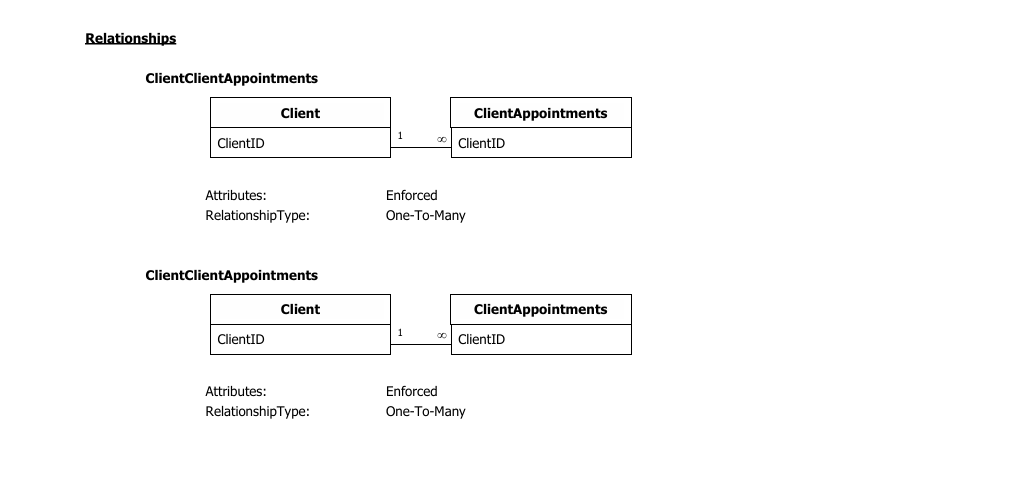 Relationships
ClientClientAppointments
Client ClientAppointments
1 ∞
ClientID ClientID
Attributes: Enforced
RelationshipType: One-To-Many
ClientClientAppointments
Client ClientAppointments
1 ∞
ClientID ClientID
Attributes: Enforced
RelationshipType: One-To-Many